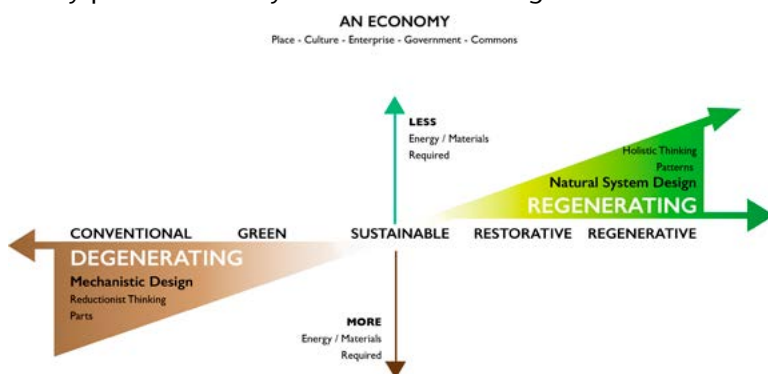 AN ECONOMY
Place - Culture - Enterprise - Government - Commons
LESS
Energy / Materials
Required
Holistic Thinking
Patterns
Natural System Design
REGENERATING
CONVENTIONAL GREEN SUSTAINABLE RESTORATIVE REGENERATIVE
DEGENERATING
Mechanistic Design
Reductionist Thinking
Parts
MORE
Energy / Materials
Required